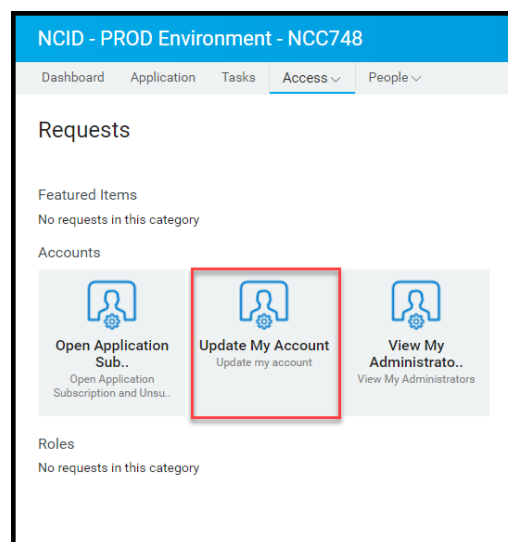 NCID - PROD Environment - NCC748
Dashboard Application Tasks Access People
Requests
Featured Items
No requests in this category
Accounts
Open Application
Sub..
Open Application
Subscription and Unsu..
Update My Account
Update my account
View My
Administrato..
View My Administrators
Roles
No requests in this category